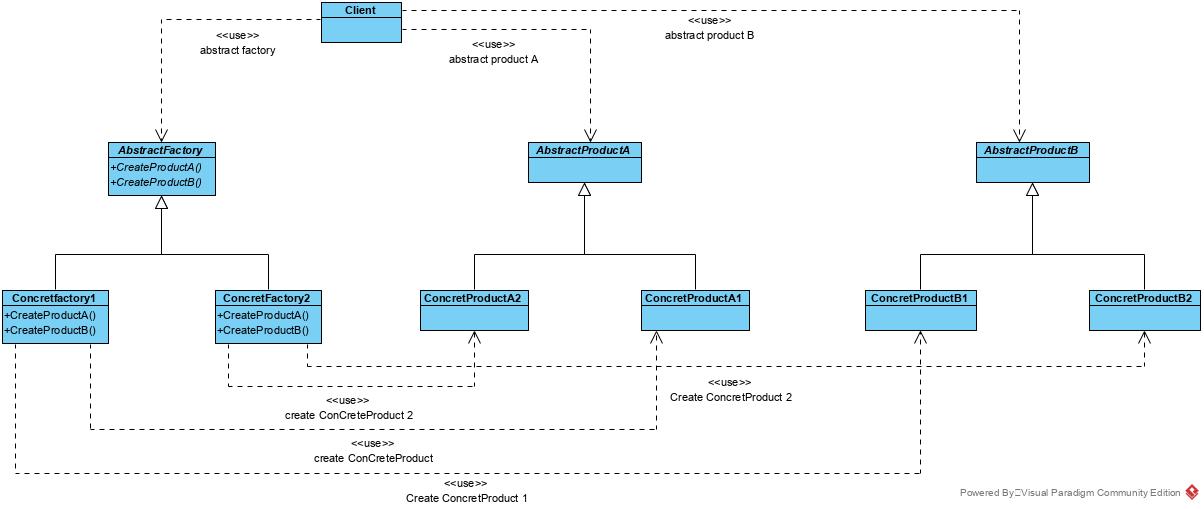 Client
<<use>>
abstract product B
<<use>>
abstract factory
<<use>>
abstract product A
AbstractFactory
+CreateProductA()
+CreateProductB()
AbstractProductA
AbstractProductB
Concretfactory1
+CreateProductA()
+CreateProductB()
ConcretFactory2
+CreateProductA()
+CreateProductB()
ConcretProductA2
ConcretProductA1
ConcretProductB1
ConcretProductB2
<<use>>
Create ConcretProduct 2
<<use>>
create ConCreteProduct 2
<<use>>
create ConCreteProduct
<<use>>
Create ConcretProduct 1
Powered By Visual Paradigm Community Edition